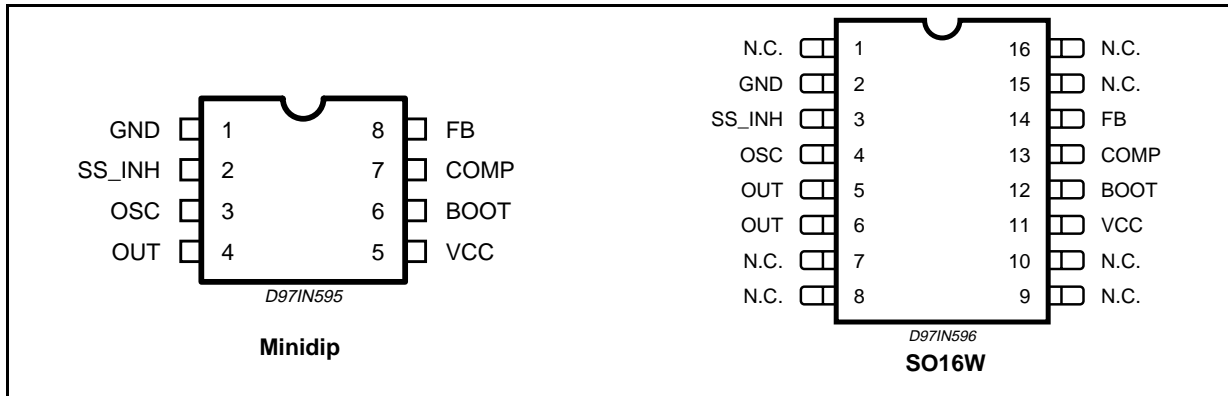 GND 1 8 FB
SS_INH 2 7 COMP
OSC 3 6 BOOT
OUT 4 5 VCC
D97IN595
Minidip
N.C. 1 16 N.C.
GND 2 15 N.C.
SS_INH 3 14 FB
OSC 4 13 COMP
OUT 5 12 BOOT
OUT 6 11 VCC
N.C. 7 10 N.C.
N.C. 8 9 N.C.
D97IN596
SO16W